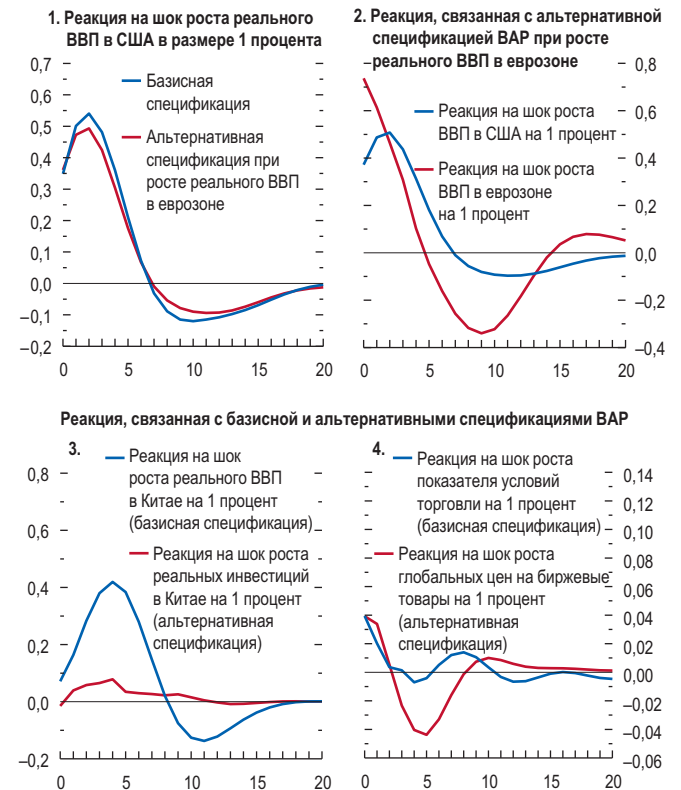 1. Реакция на шок роста реального
ВВП в США в размере 1 процента
0,7
0,6
0,5
0,4
0,3
0,2
0,1
0,0
–0,1
–0,2
Базисная
спецификация
Альтернативная
спецификация при
росте реального ВВП
в еврозоне
0 5 10 15 20
2. Реакция, связанная с альтернативной
спецификацией ВАР при росте
реального ВВП в еврозоне
0,8
0,6
0,4
0,2
0,0
–0,2
–0,4
Реакция на шок роста
ВВП в США на 1 процент
Реакция на шок роста
ВВП в еврозоне
на 1 процент
0 5 10 15 20
Реакция, связанная с базисной и альтернативными спецификациями ВАР
3.
Реакция на шок
роста реального ВВП
в Китае на 1 процент
(базисная спецификация)
Реакция на шок роста
реальных инвестиций
в Китае на 1 процент
(альтернативная
спецификация)
0,8
0,6
0,4
0,2
0,0
–0,2
0 5 10 15 20
4.
Реакция на шок роста
показателя условий
торговли на 1 процент
(базисная спецификация)
Реакция на шок роста
глобальных цен на биржевые
товары на 1 процент
(альтернативная
спецификация)
0,14
0,12
0,10
0,08
0,06
0,04
0,02
0,00
–0,02
–0,04
–0,06
0 5 10 15 20